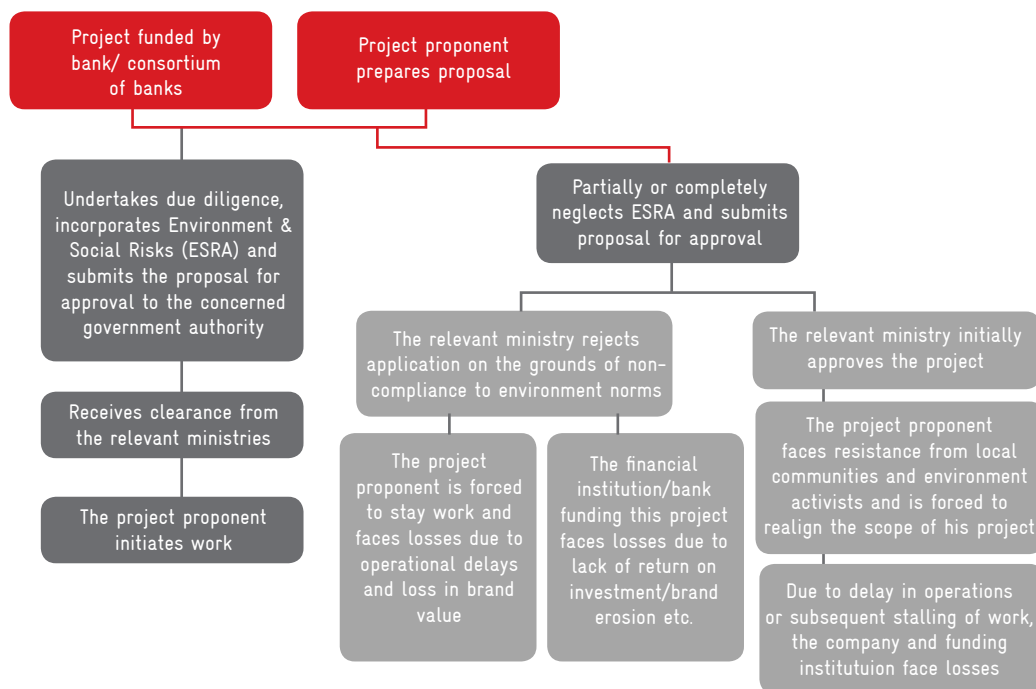 Project funded by
bank/ consortium
of banks
Project proponent
prepares proposal
Undertakes due diligence,
incorporates Environment &
Social Risks (ESRA) and
submits the proposal for
approval to the concerned
government authority
Receives clearance from
the relevant ministries
The project proponent
initiates work
Partially or completely
neglects ESRA and submits
proposal for approval
The relevant ministry rejects
application on the grounds of non-
compliance to environment norms
The project
proponent is forced
to stay work and
faces losses due to
operational delays
and loss in brand
value
The financial
institution/bank
funding this project
faces losses due to
lack of return on
investment/brand
erosion etc.
The relevant ministry initially
approves the project
The project proponent
faces resistance from local
communities and environment
activists and is forced to
realign the scope of his project
Due to delay in operations
or subsequent stalling of work,
the company and funding
institutuion face losses